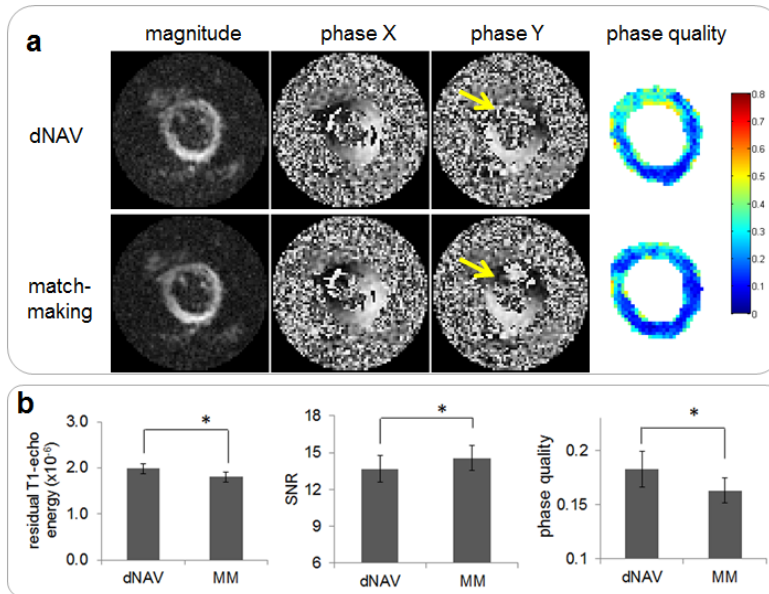 a
magnitude phase X phase Y phase quality
dNAV
match-
making
0.8
0.7
0.6
0.5
0.4
0.3
0.2
0.1
0
b
residual T1-echo
energy (x10⁻⁶)
3.0
2.0
1.0
0.0
*
dNAV MM
SNR
18
15
12
9
6
*
dNAV MM
phase quality
0.2
0.15
0.1
*
dNAV MM